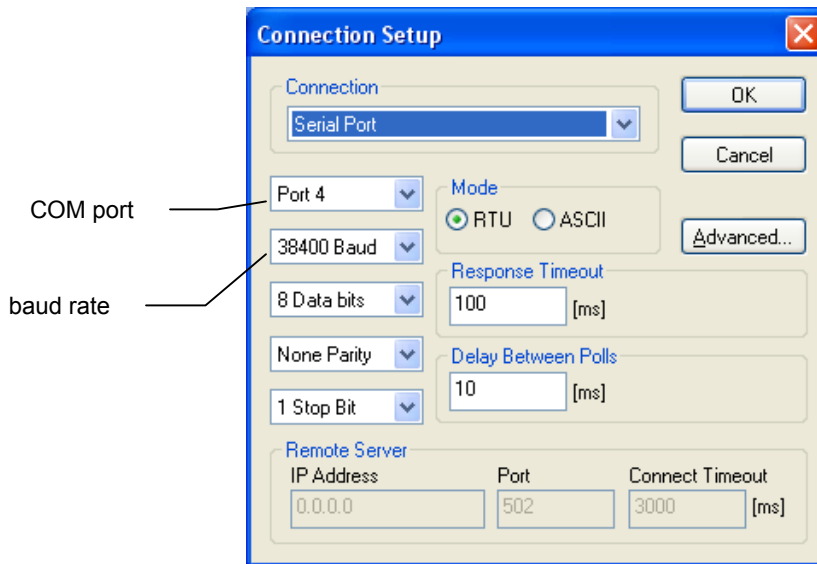 Connection Setup
Connection
Serial Port
OK
Cancel
Advanced...
COM port
Port 4
baud rate
38400 Baud
8 Data bits
None Parity
1 Stop Bit
Mode
RTU
ASCII
Response Timeout
100
[ms]
Delay Between Polls
10
[ms]
Remote Server
IP Address
Port
Connect Timeout
0.0.0.0
502
3000
[ms]